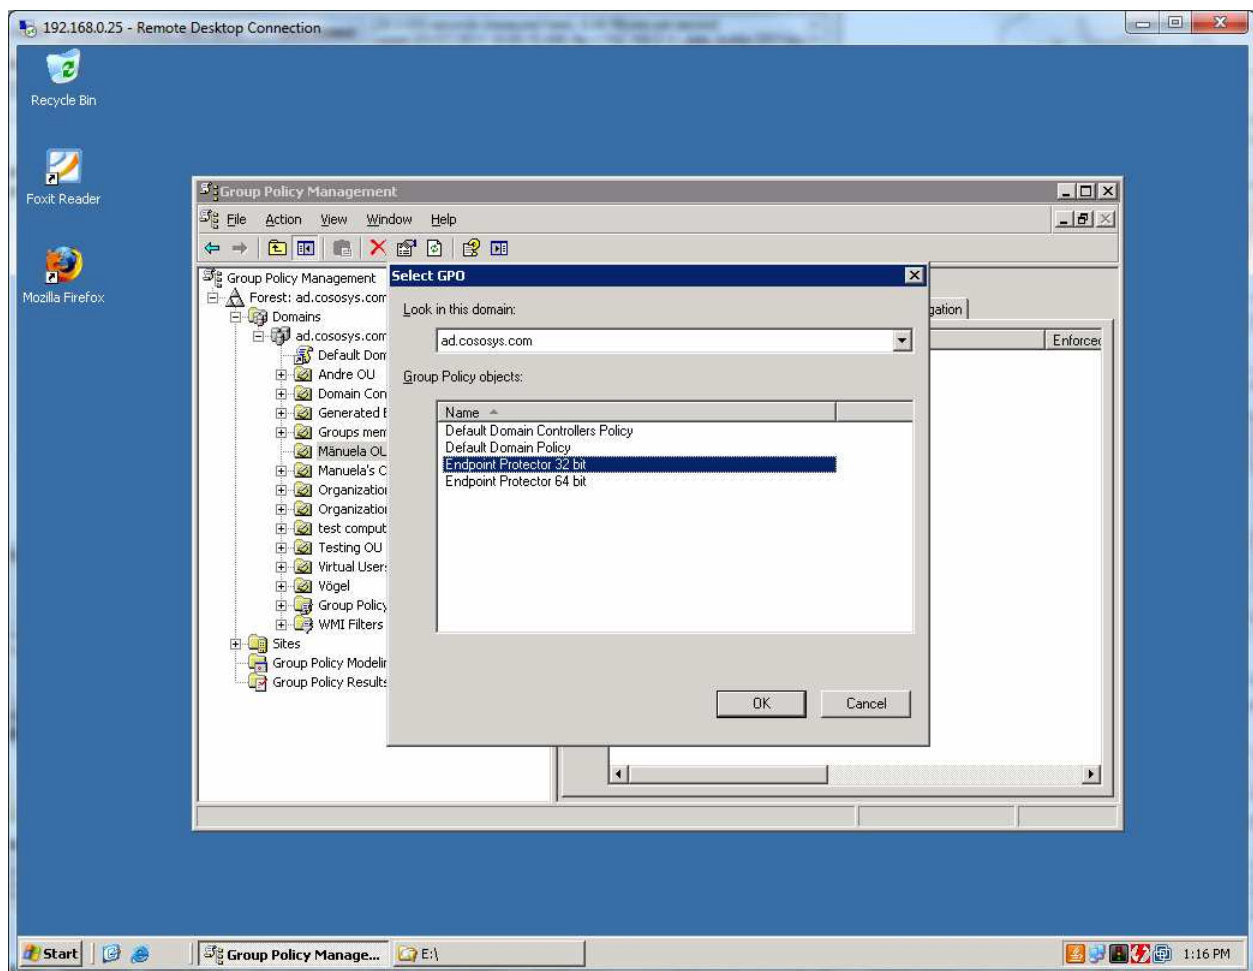 192.168.0.25 - Remote Desktop Connection
Recycle Bin
Foxit Reader
Mozilla Firefox
Group Policy Management
File Action View Window Help
Group Policy Management
Forest: ad.cososys.com
Domains
ad.cososys.com
Default Dom
Andre OU
Domain Con
Generated E
Groups mem
Mänuela OU
Manuela's C
Organization
Organization
test comput
Testing OU
Virtual Users
Vögel
Group Policy
WMI Filters
Sites
Group Policy Modelin
Group Policy Results
Select GPO
Look in this domain:
ad.cososys.com
Group Policy objects:
Name
Default Domain Controllers Policy
Default Domain Policy
Endpoint Protector 32 bit
Endpoint Protector 64 bit
OK Cancel
gation
Enforced
Start
Group Policy Manage...
E:\
1:16 PM